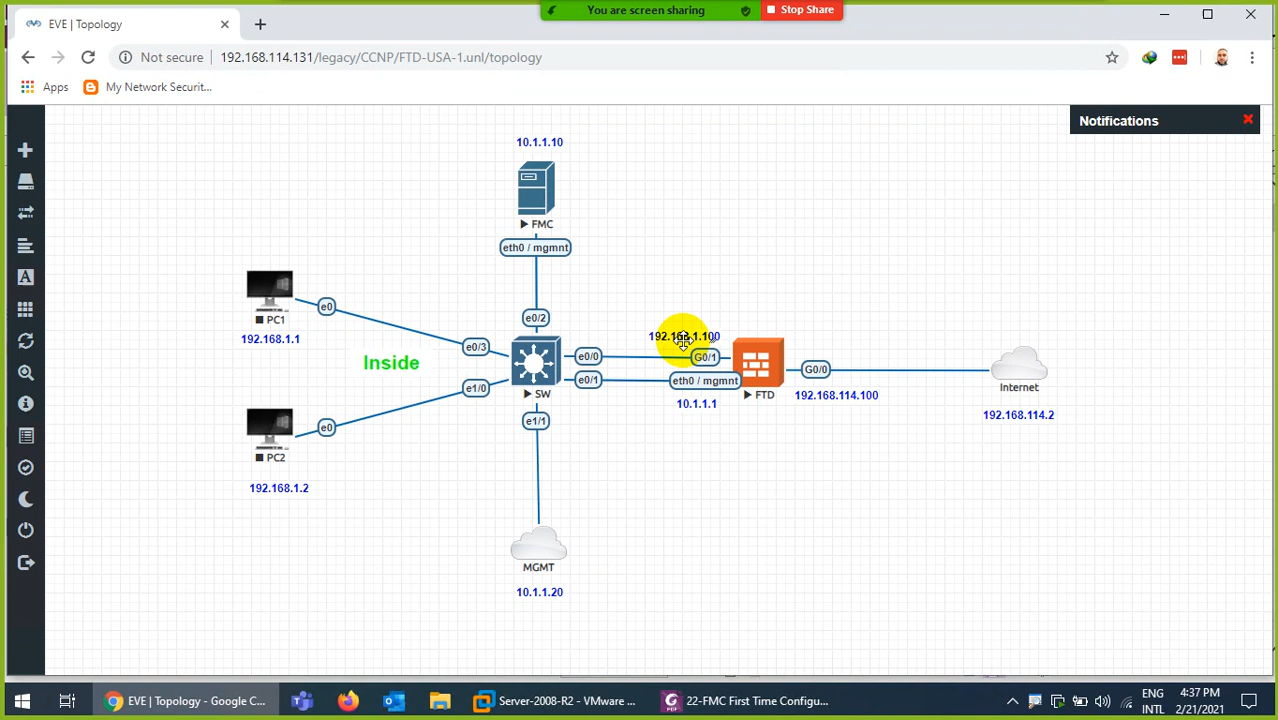 You are screen sharing
Stop Share
EVE | Topology
Not secure
192.168.114.131/legacy/CCNP/FTD-USA-1.unl/topology
Apps
My Network Securit...
Notifications
10.1.1.10
FMC
eth0 / mgmnt
e0
PC1
192.168.1.1
e0/2
192.168.1.100
e0/3
Inside
e0/0
G0/1
e0/1
eth0 / mgmnt
G0/0
Internet
SW
10.1.1.1
FTD
192.168.114.100
192.168.114.2
e1/0
e0
e1/1
PC2
192.168.1.2
MGMT
10.1.1.20
EVE | Topology - Google C...
Server-2008-R2 - VMware ...
22-FMC First Time Configu...
ENG
INTL
4:37 PM
2/21/2021